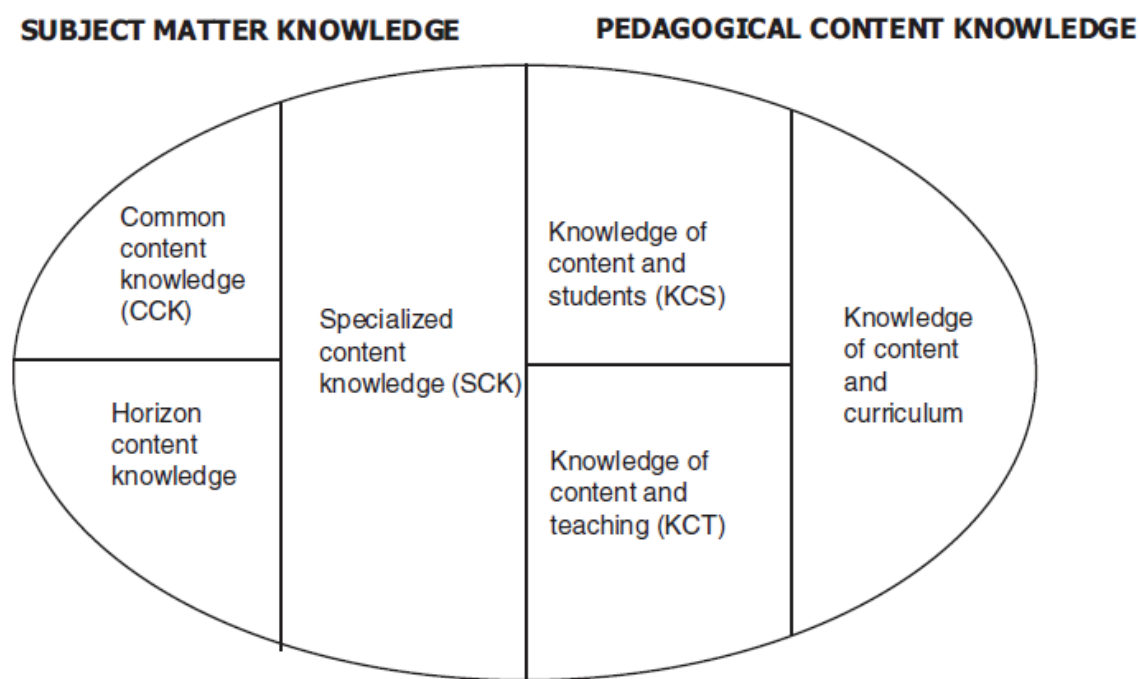 SUBJECT MATTER KNOWLEDGE
PEDAGOGICAL CONTENT KNOWLEDGE
Common
content
knowledge
(CCK)
Horizon
content
knowledge
Specialized
content
knowledge (SCK)
Knowledge of
content and
students (KCS)
Knowledge of
content and
teaching (KCT)
Knowledge
of content
and
curriculum